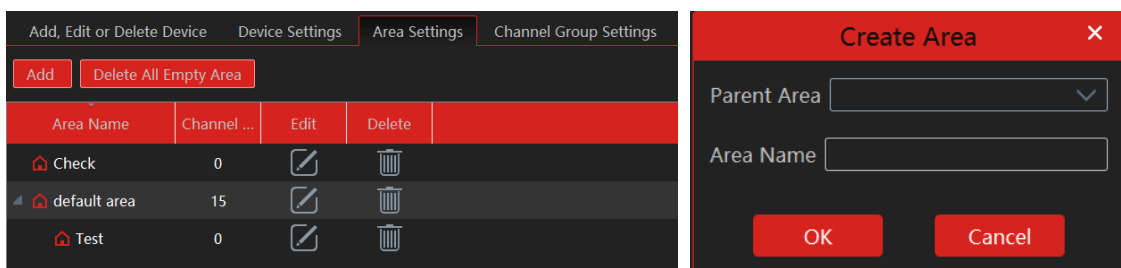 Add, Edit or Delete Device Device Settings Area Settings Channel Group Settings
Add Delete All Empty Area
Area Name Channel ... Edit Delete
Check 0
default area 15
Test 0
Create Area ×
Parent Area
Area Name
OK Cancel